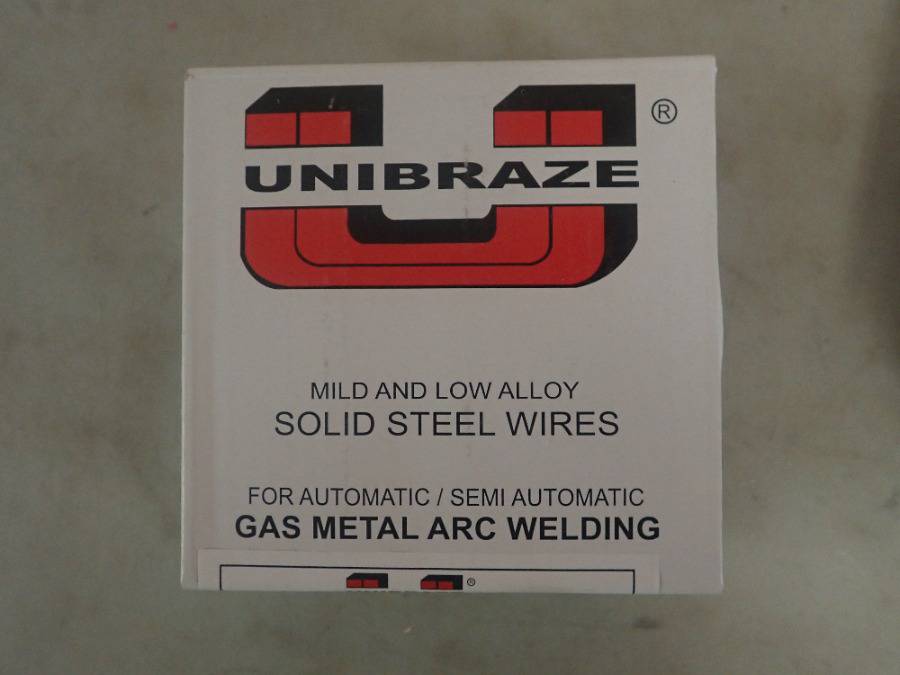 ®
UNIBRAZE
MILD AND LOW ALLOY
SOLID STEEL WIRES
FOR AUTOMATIC / SEMI AUTOMATIC
GAS METAL ARC WELDING
®